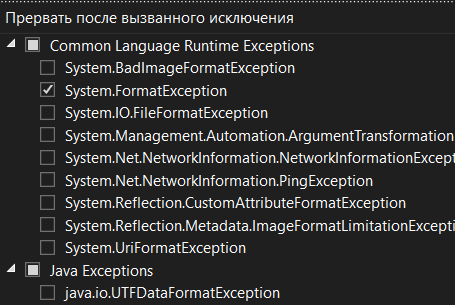 Прервать после вызванного исключения
Common Language Runtime Exceptions
System.BadImageFormatException
System.FormatException
System.IO.FileFormatException
System.Management.Automation.ArgumentTransformation
System.Net.NetworkInformation.NetworkInformationExcept
System.Net.NetworkInformation.PingException
System.Reflection.CustomAttributeFormatException
System.Reflection.Metadata.ImageFormatLimitationExcepti
System.UriFormatException
Java Exceptions
java.io.UTFDataFormatException